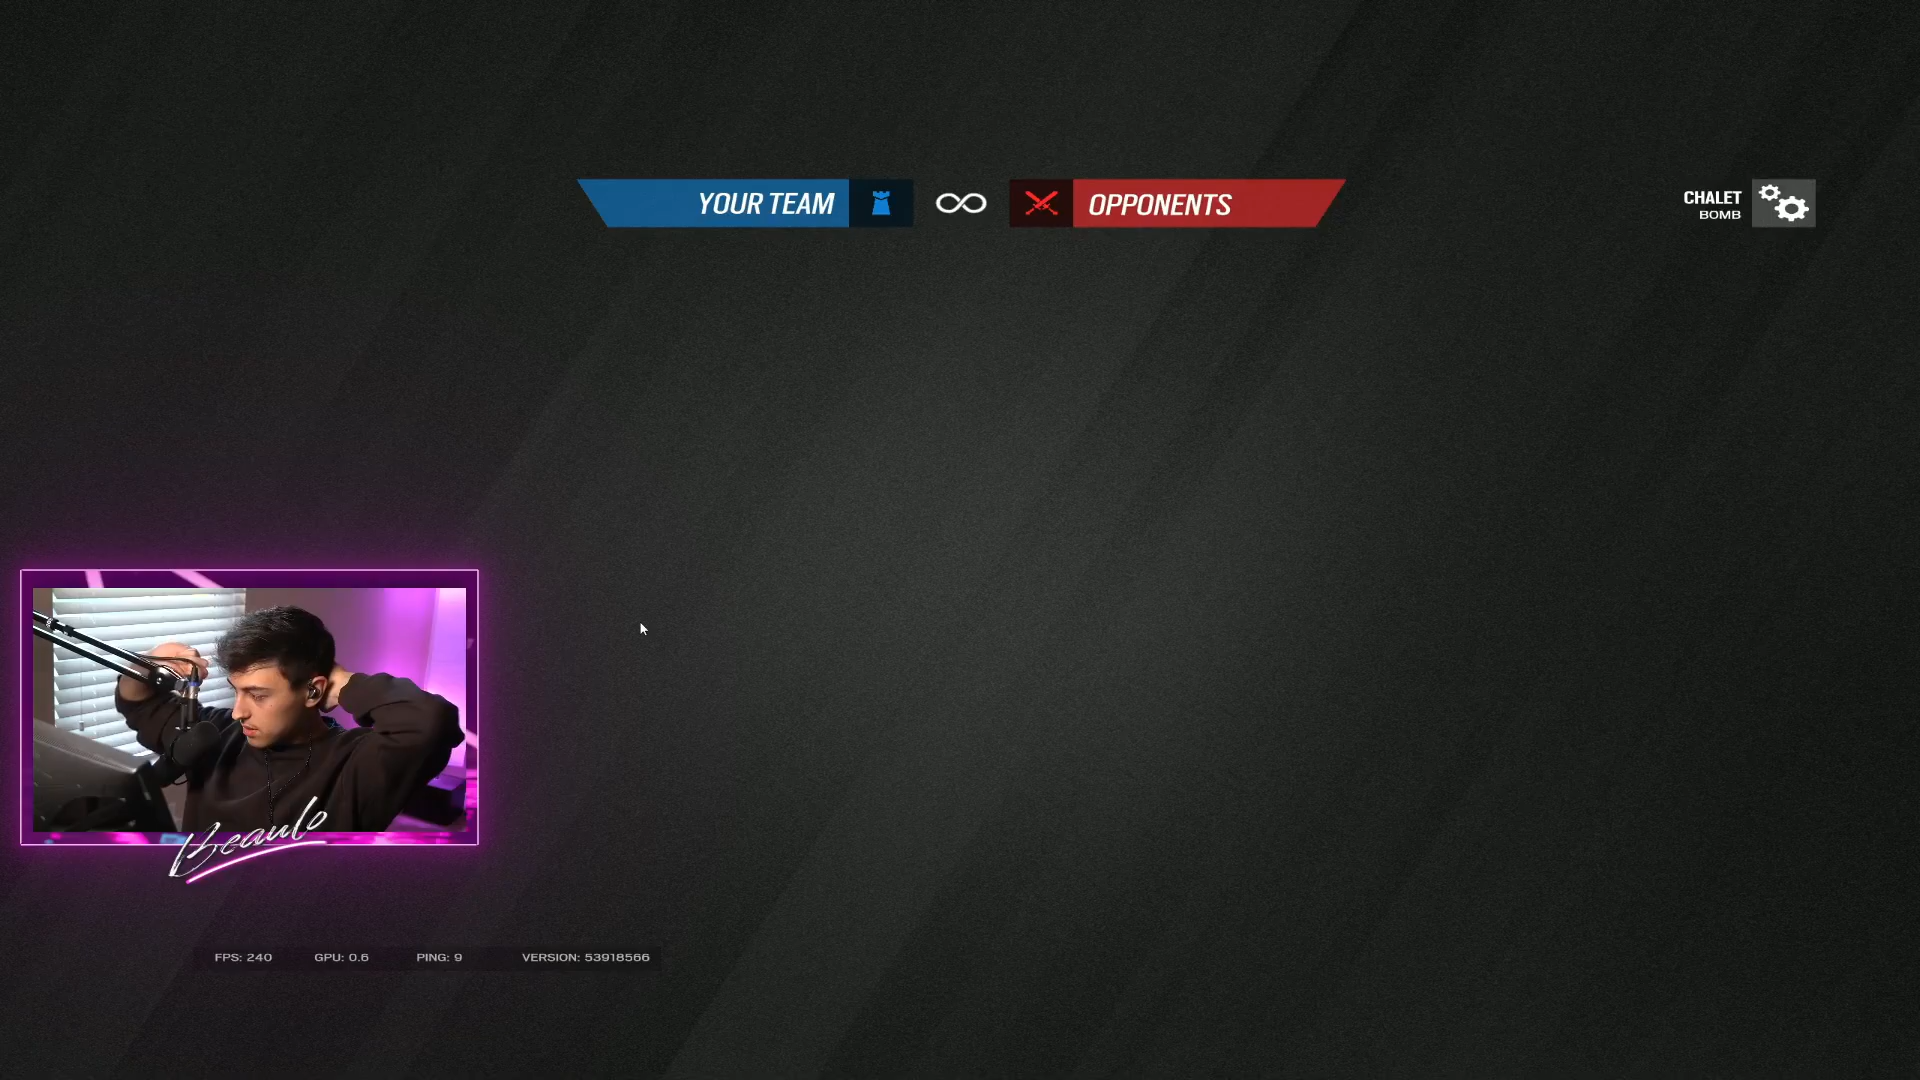 YOUR TEAM
OPPONENTS
CHALET
BOMB
Beaulo
FPS: 240 GPU: 0.6 PING: 9 VERSION: 53918566